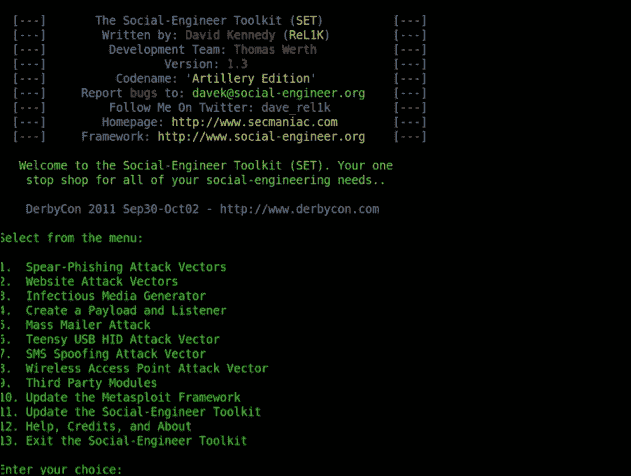 [---] The Social-Engineer Toolkit (SET) [---]
[---] Written by: David Kennedy (ReL1K) [---]
[---] Development Team: Thomas Werth [---]
[---] Version: 1.3 [---]
[---] Codename: 'Artillery Edition' [---]
[---] Report bugs to: davek@social-engineer.org [---]
[---] Follow Me On Twitter: dave_rel1k [---]
[---] Homepage: http://www.secmaniac.com [---]
[---] Framework: http://www.social-engineer.org [---]
Welcome to the Social-Engineer Toolkit (SET). Your one
stop shop for all of your social-engineering needs..
DerbyCon 2011 Sep30-Oct02 - http://www.derbycon.com
Select from the menu:
1. Spear-Phishing Attack Vectors
2. Website Attack Vectors
3. Infectious Media Generator
4. Create a Payload and Listener
5. Mass Mailer Attack
6. Teensy USB HID Attack Vector
7. SMS Spoofing Attack Vector
8. Wireless Access Point Attack Vector
9. Third Party Modules
10. Update the Metasploit Framework
11. Update the Social-Engineer Toolkit
12. Help, Credits, and About
13. Exit the Social-Engineer Toolkit
Enter your choice: